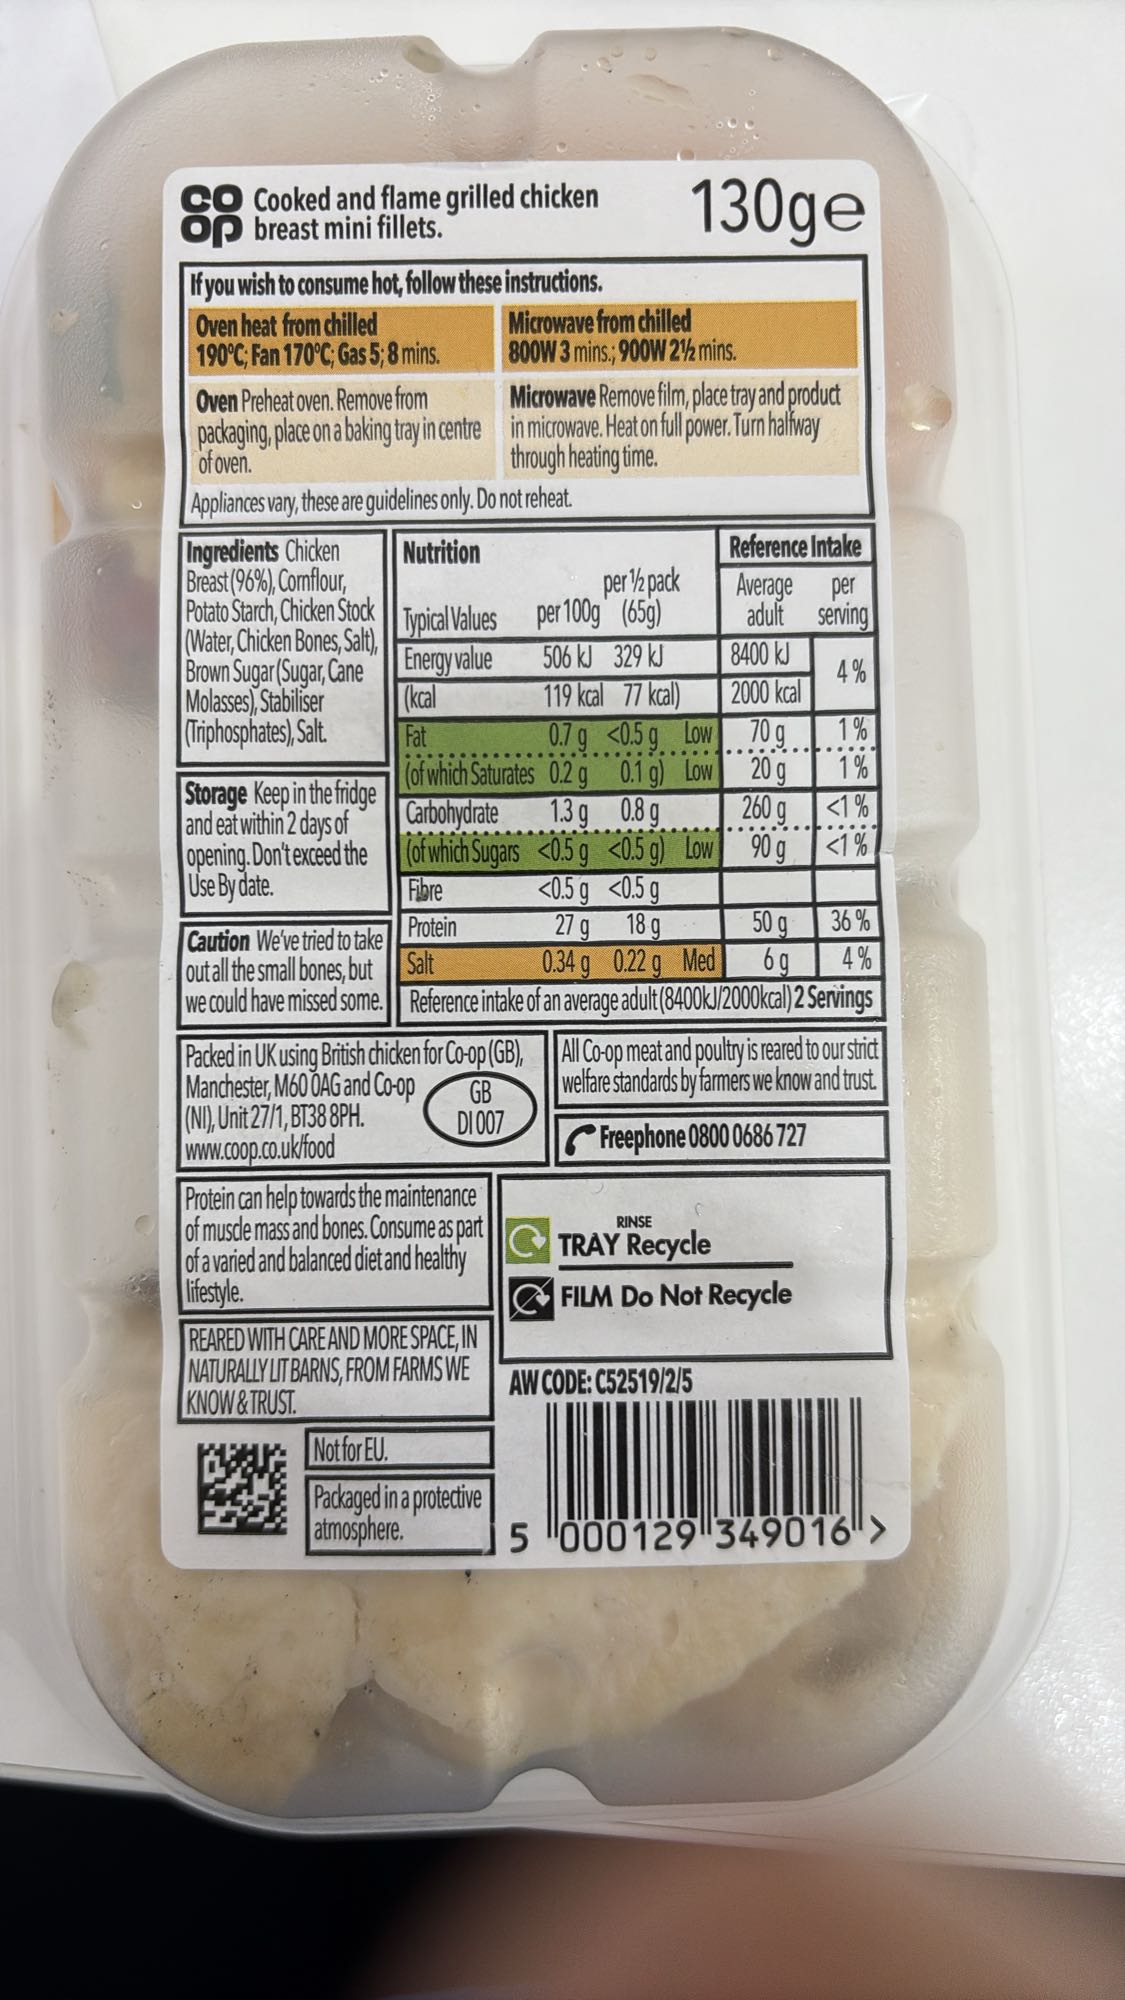 CO OP Cooked and flame grilled chicken
breast mini fillets.
130g e
If you wish to consume hot, follow these instructions.
Oven heat from chilled
190°C; Fan 170°C; Gas 5; 8 mins.
Microwave from chilled
800W 3 mins.; 900W 2½ mins.
Oven Preheat oven. Remove from
packaging, place on a baking tray in centre
of oven.
Microwave Remove film, place tray and product
in microwave. Heat on full power. Turn halfway
through heating time.
Appliances vary, these are guidelines only. Do not reheat.
Ingredients Chicken
Breast (96%), Cornflour,
Potato Starch, Chicken Stock
(Water, Chicken Bones, Salt),
Brown Sugar (Sugar, Cane
Molasses), Stabiliser
(Triphosphates), Salt.
Storage Keep in the fridge
and eat within 2 days of
opening. Don't exceed the
Use By date.
Caution We've tried to take
out all the small bones, but
we could have missed some.
Nutrition
Reference Intake
per ½ pack
Average per
Typical Values per 100g (65g)
adult serving
Energy value 506 kJ 329 kJ 8400 kJ
4%
(kcal 119 kcal 77 kcal) 2000 kcal
Fat 0.7 g <0.5 g Low 70 g 1%
(of which Saturates 0.2 g 0.1 g) Low 20 g 1%
Carbohydrate 1.3 g 0.8 g 260 g <1%
(of which Sugars <0.5 g <0.5 g) Low 90 g <1%
Fibre <0.5 g <0.5 g
Protein 27 g 18 g 50 g 36%
Salt 0.34 g 0.22 g Med 6 g 4%
Reference intake of an average adult (8400kJ/2000kcal) 2 Servings
Packed in UK using British chicken for Co-op (GB),
Manchester, M60 0AG and Co-op
(NI), Unit 27/1, BT38 8PH.
www.coop.co.uk/food
GB
DI 007
All Co-op meat and poultry is reared to our strict
welfare standards by farmers we know and trust.
Freephone 0800 0686 727
Protein can help towards the maintenance
of muscle mass and bones. Consume as part
of a varied and balanced diet and healthy
lifestyle.
RINSE
TRAY Recycle
FILM Do Not Recycle
REARED WITH CARE AND MORE SPACE, IN
NATURALLY LIT BARNS, FROM FARMS WE
KNOW & TRUST.
AW CODE: C52519/2/5
Not for EU.
Packaged in a protective
atmosphere.
5 000129 349016 >